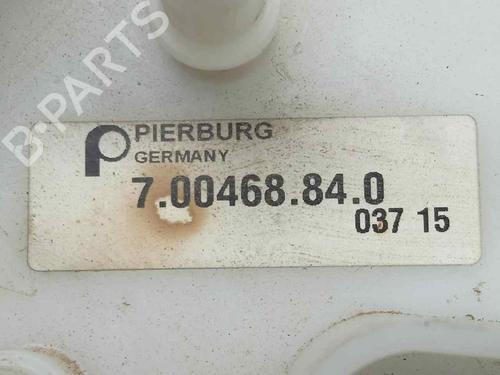 B-PARTS
PIERBURG
GERMANY
7.00468.84.0
037 15